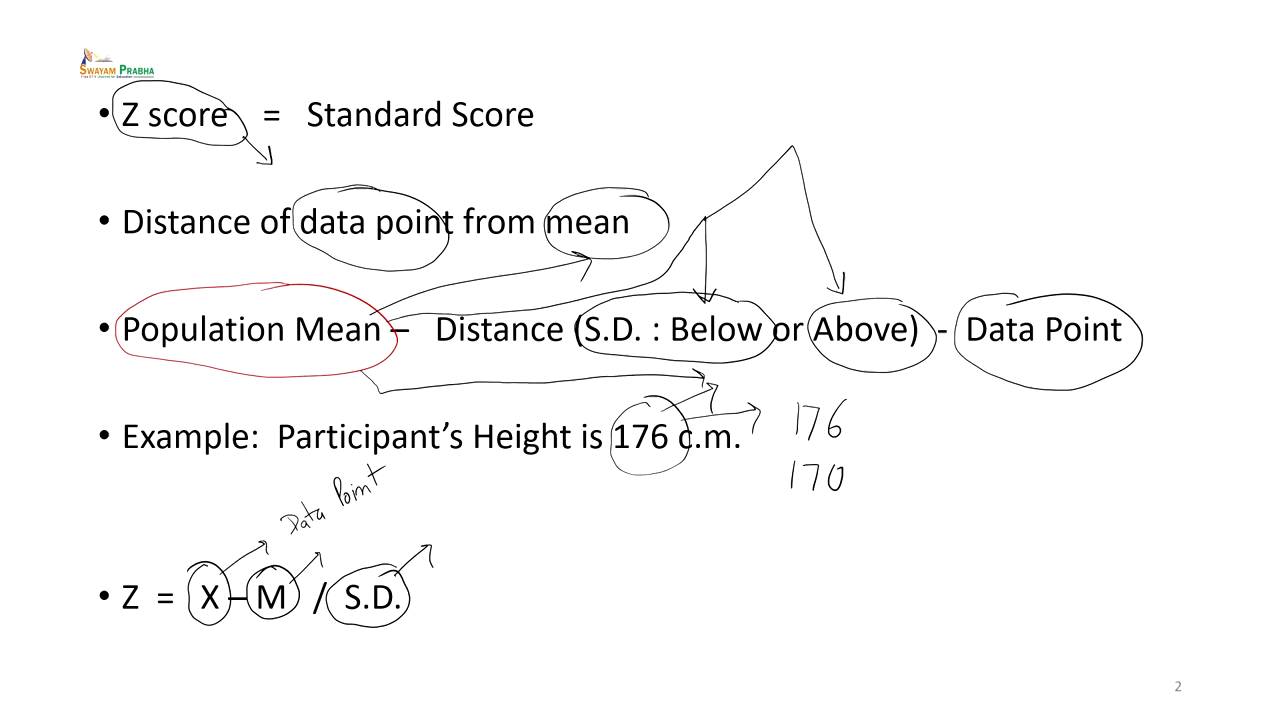 SWAYAM PRABHA
• Z score = Standard Score
• Distance of data point from mean
• Population Mean – Distance (S.D. : Below or Above) - Data Point
• Example: Participant’s Height is 176 c.m.
176
170
Data Point
• Z = X – M / S.D.
2